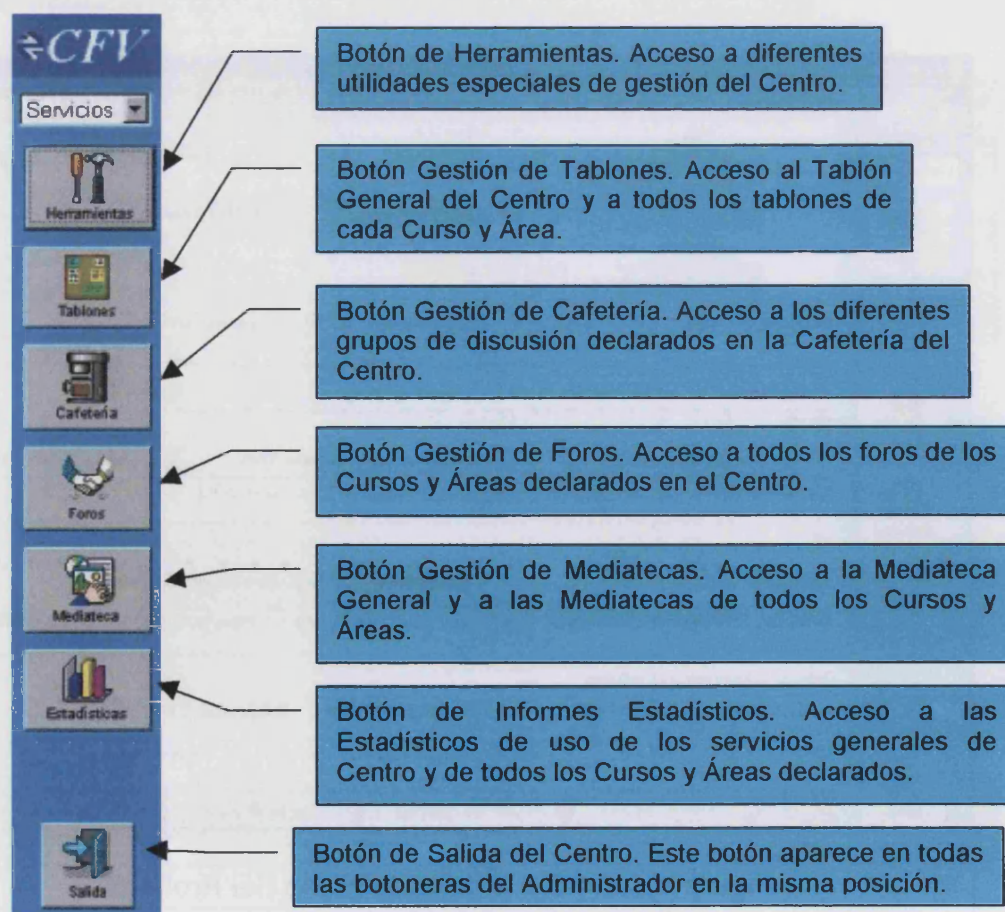 CFV
Servicios
Herramientas
Botón de Herramientas. Acceso a diferentes
utilidades especiales de gestión del Centro.
Tablones
Botón Gestión de Tablones. Acceso al Tablón
General del Centro y a todos los tablones de
cada Curso y Área.
Cafetería
Botón Gestión de Cafetería. Acceso a los diferentes
grupos de discusión declarados en la Cafetería del
Centro.
Foros
Botón Gestión de Foros. Acceso a todos los foros de los
Cursos y Áreas declarados en el Centro.
Mediateca
Botón Gestión de Mediatecas. Acceso a la Mediateca
General y a las Mediatecas de todos los Cursos y
Áreas.
Estadísticas
Botón de Informes Estadísticos. Acceso a las
Estadísticos de uso de los servicios generales de
Centro y de todos los Cursos y Áreas declarados.
Salida
Botón de Salida del Centro. Este botón aparece en todas
las botoneras del Administrador en la misma posición.